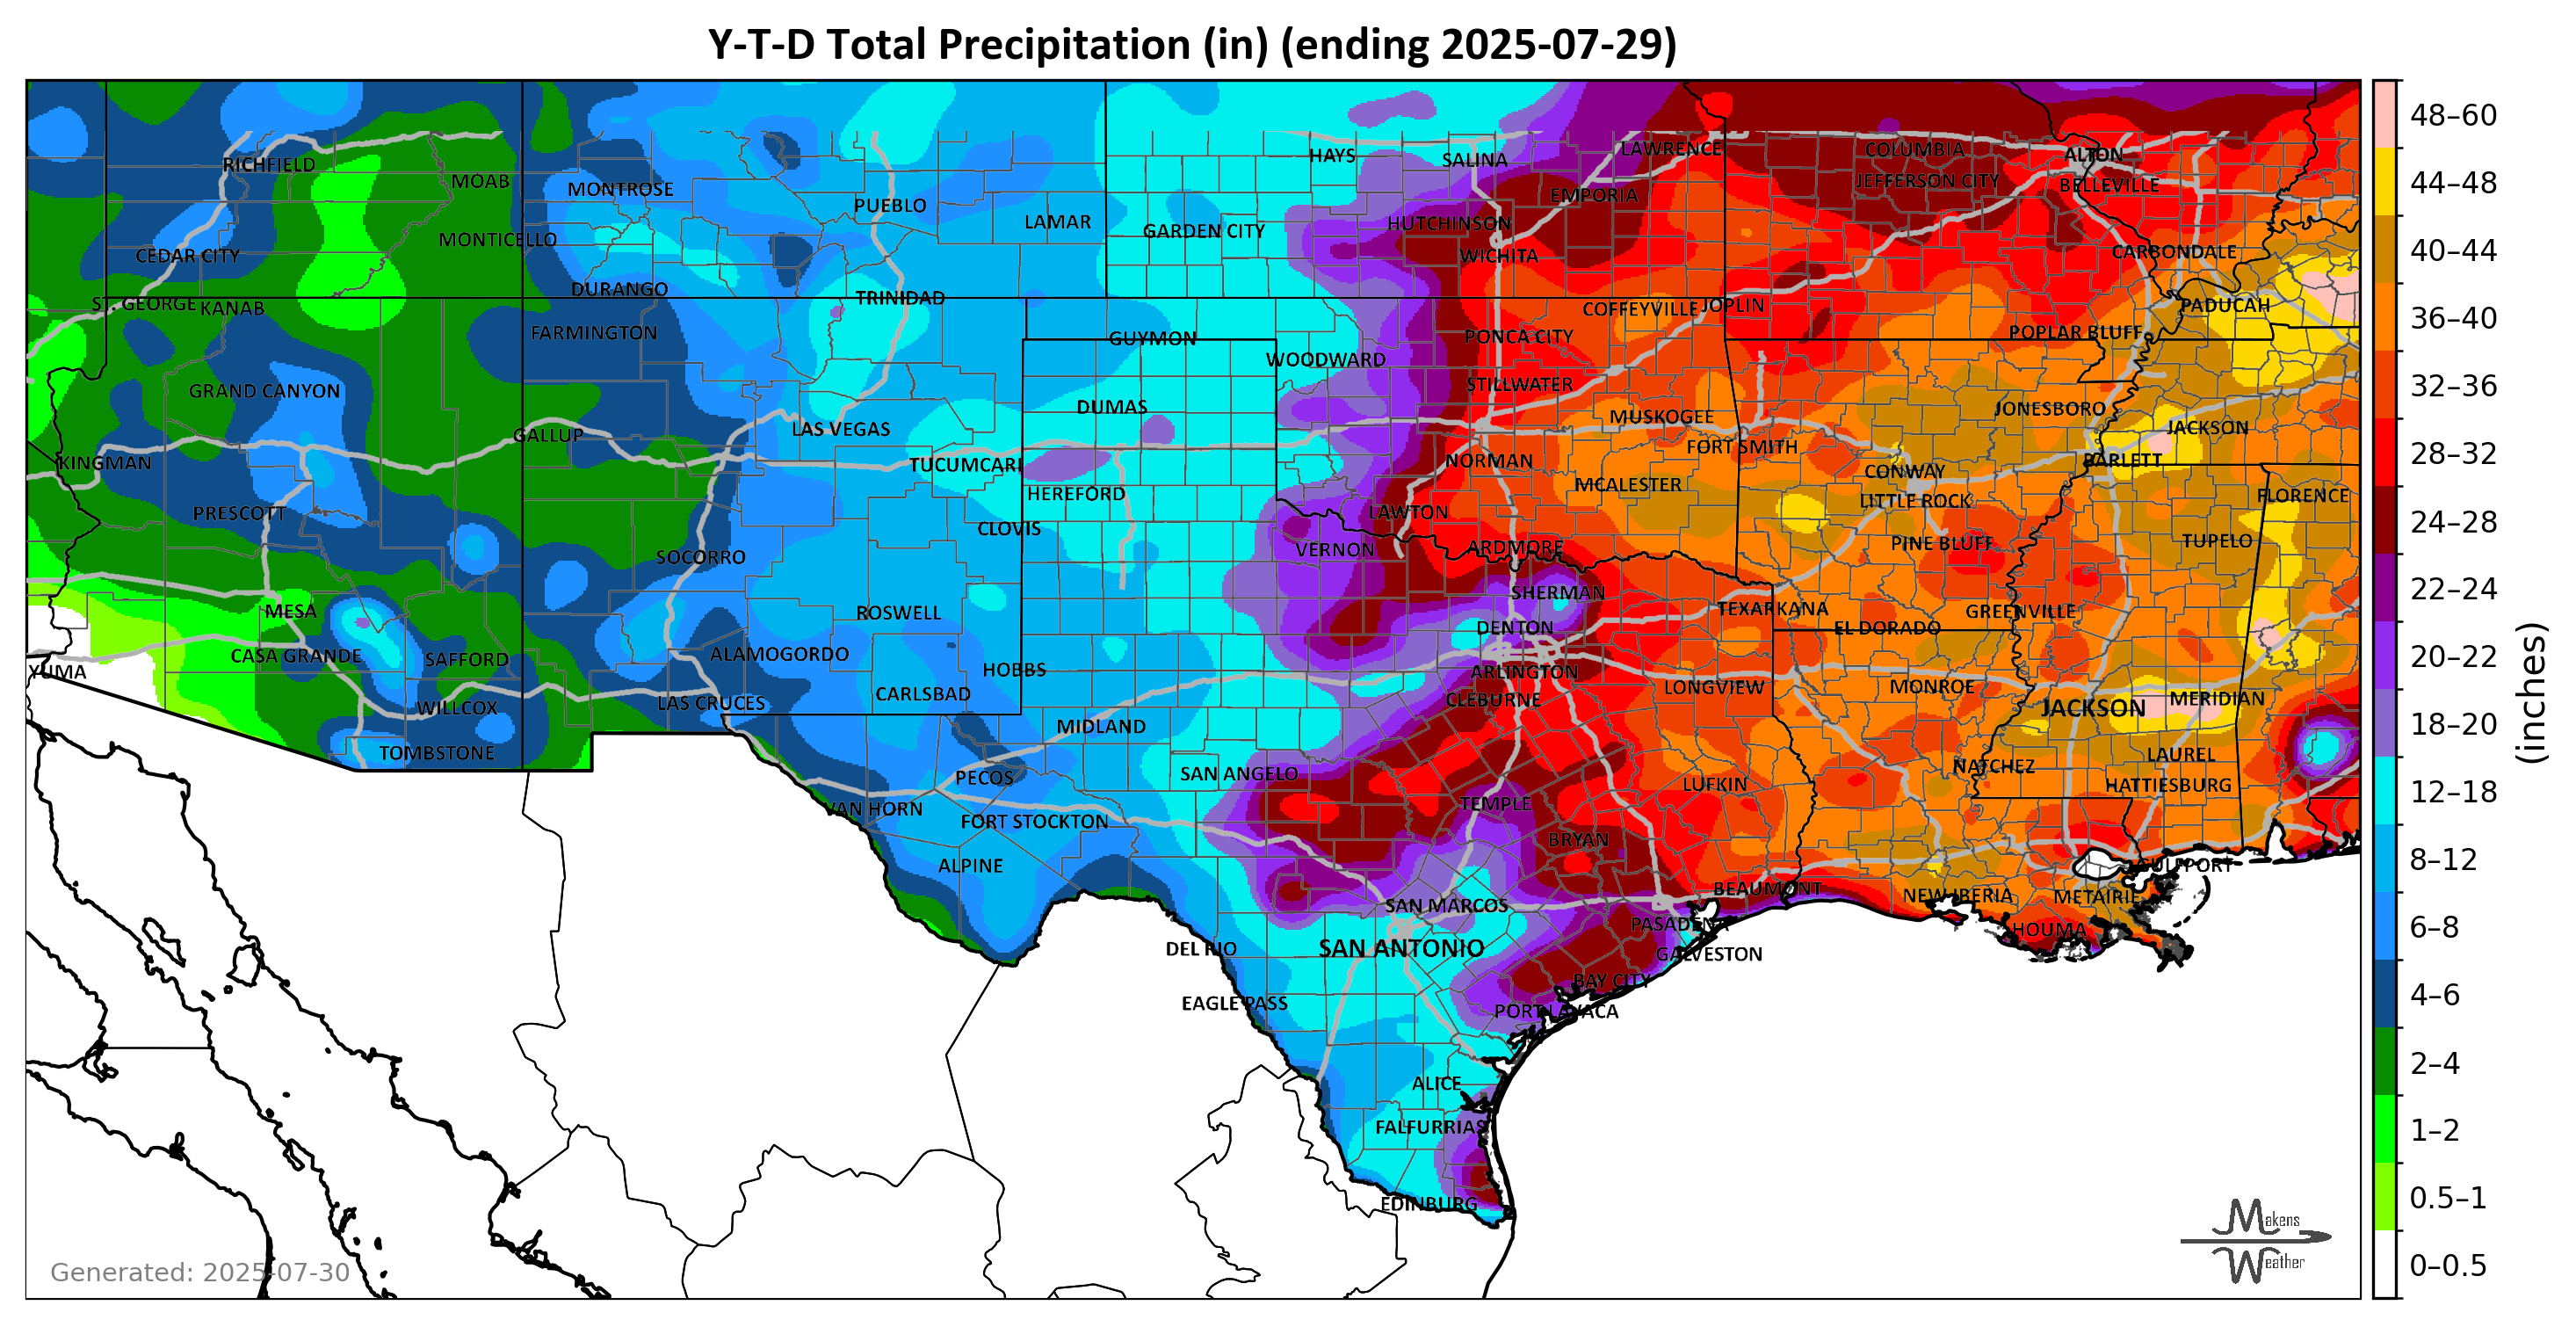 Y-T-D Total Precipitation (in) (ending 2025-07-29)
LAWRENCE
COLUMBIA
ALTON
HAYS
SALINA
RICHFIELD
MOAB
JEFFERSON CITY
BELLEVILLE
MONTROSE
EMPORIA
PUEBLO
LAMAR
HUTCHINSON
GARDEN CITY
MONTICELLO
CEDAR CITY
WICHITA
CARBONDALE
DURANGO
TRINIDAD
ST. GEORGE
KANAB
COFFEYVILLE
JOPLIN
PADUCAH
FARMINGTON
GUYMON
PONCA CITY
POPLAR BLUFF
WOODWARD
GRAND CANYON
STILLWATER
DUMAS
MUSKOGEE
JONESBORO
LAS VEGAS
JACKSON
GALLUP
FORT SMITH
KINGMAN
TUCUMCARI
NORMAN
BARLETT
CONWAY
HEREFORD
MCALESTER
LITTLE ROCK
FLORENCE
PRESCOTT
CLOVIS
LAWTON
SOCORRO
VERNON
ARDMORE
PINE BLUFF
TUPELO
SHERMAN
MESA
ROSWELL
TEXARKANA
GREENVILLE
DENTON
EL DORADO
CASA GRANDE
SAFFORD
ALAMOGORDO
YUMA
HOBBS
ARLINGTON
LONGVIEW
MONROE
CARLSBAD
CLEBURNE
LAS CRUCES
WILLCOX
JACKSON
MERIDIAN
MIDLAND
TOMBSTONE
LAUREL
PECOS
SAN ANGELO
NATCHEZ
LUFKIN
HATTIESBURG
VAN HORN
TEMPLE
FORT STOCKTON
BRYAN
ALPINE
GULFPORT
BEAUMONT
SAN MARCOS
NEW IBERIA
METAIRIE
PASADENA
HOUMA
DEL RIO
SAN ANTONIO
GALVESTON
BAY CITY
EAGLE PASS
PORT LAVACA
ALICE
FALFURRIAS
EDINBURG
Generated: 2025-07-30
Makens
Weather
48–60
44–48
40–44
36–40
32–36
28–32
24–28
22–24
20–22
18–20
12–18
8–12
6–8
4–6
2–4
1–2
0.5–1
0–0.5
(inches)